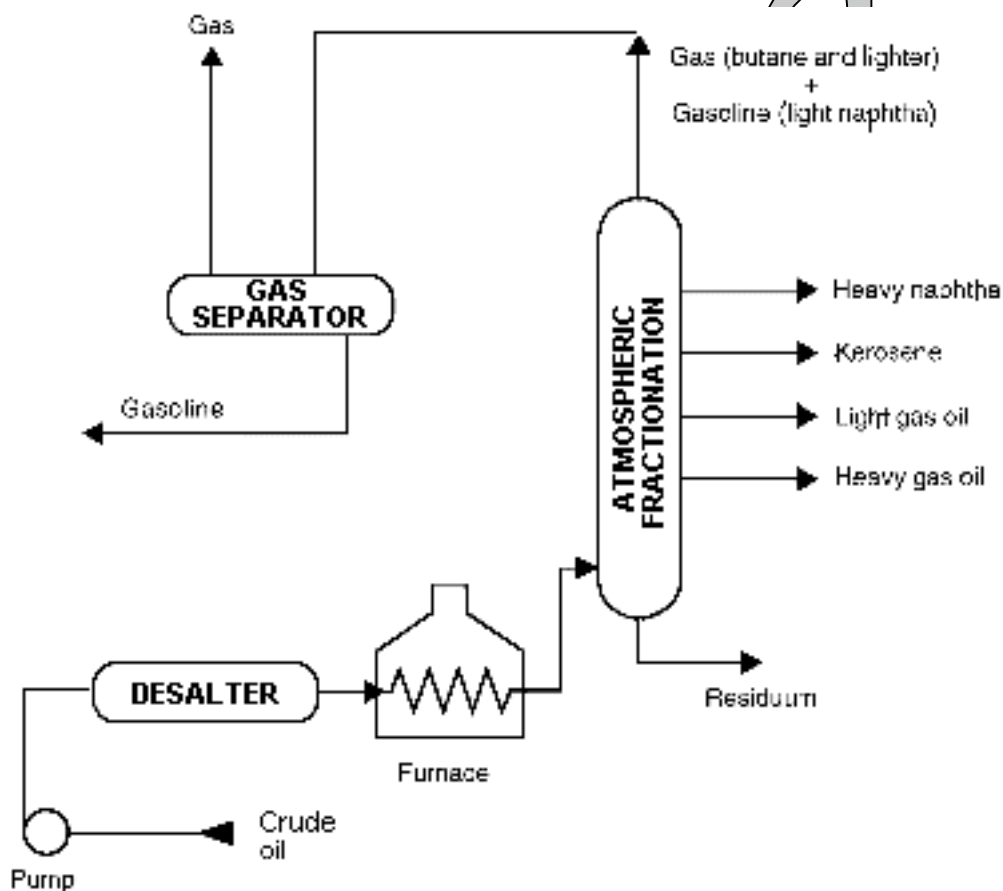 Gas
Gas (butane and lighter)
+
Gasoline (light naphtha)
GAS
SEPARATOR
Gasoline
ATMOSPHERIC
FRACTIONATION
Heavy naphtha
Kerosene
Light gas oil
Heavy gas oil
Residuum
DESALTER
Furnace
Crude
oil
Pump